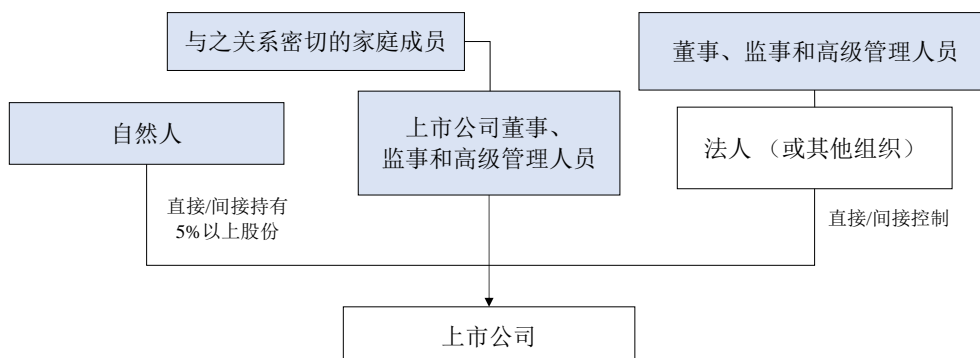 与之关系密切的家庭成员
董事、监事和高级管理人员
自然人
上市公司董事、
监事和高级管理人员
法人 （或其他组织）
直接/间接持有
5%以上股份
直接/间接控制
上市公司